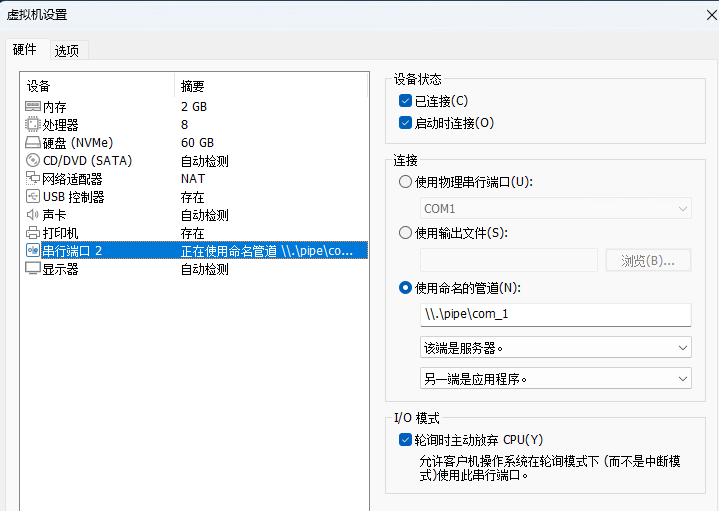 虚拟机设置
硬件 选项
设备 摘要
内存 2 GB
处理器 8
硬盘 (NVMe) 60 GB
CD/DVD (SATA) 自动检测
网络适配器 NAT
USB 控制器 存在
声卡 自动检测
打印机 存在
串行端口 2 正在使用命名管道 \\.\pipe\co...
显示器 自动检测
设备状态
已连接(C)
启动时连接(O)
连接
使用物理串行端口(U):
COM1
使用输出文件(S):
浏览(B)...
使用命名的管道(N):
\\.\pipe\com_1
该端是服务器。
另一端是应用程序。
I/O 模式
轮询时主动放弃 CPU(Y)
允许客户机操作系统在轮询模式下 (而不是中断模
式)使用此串行端口。